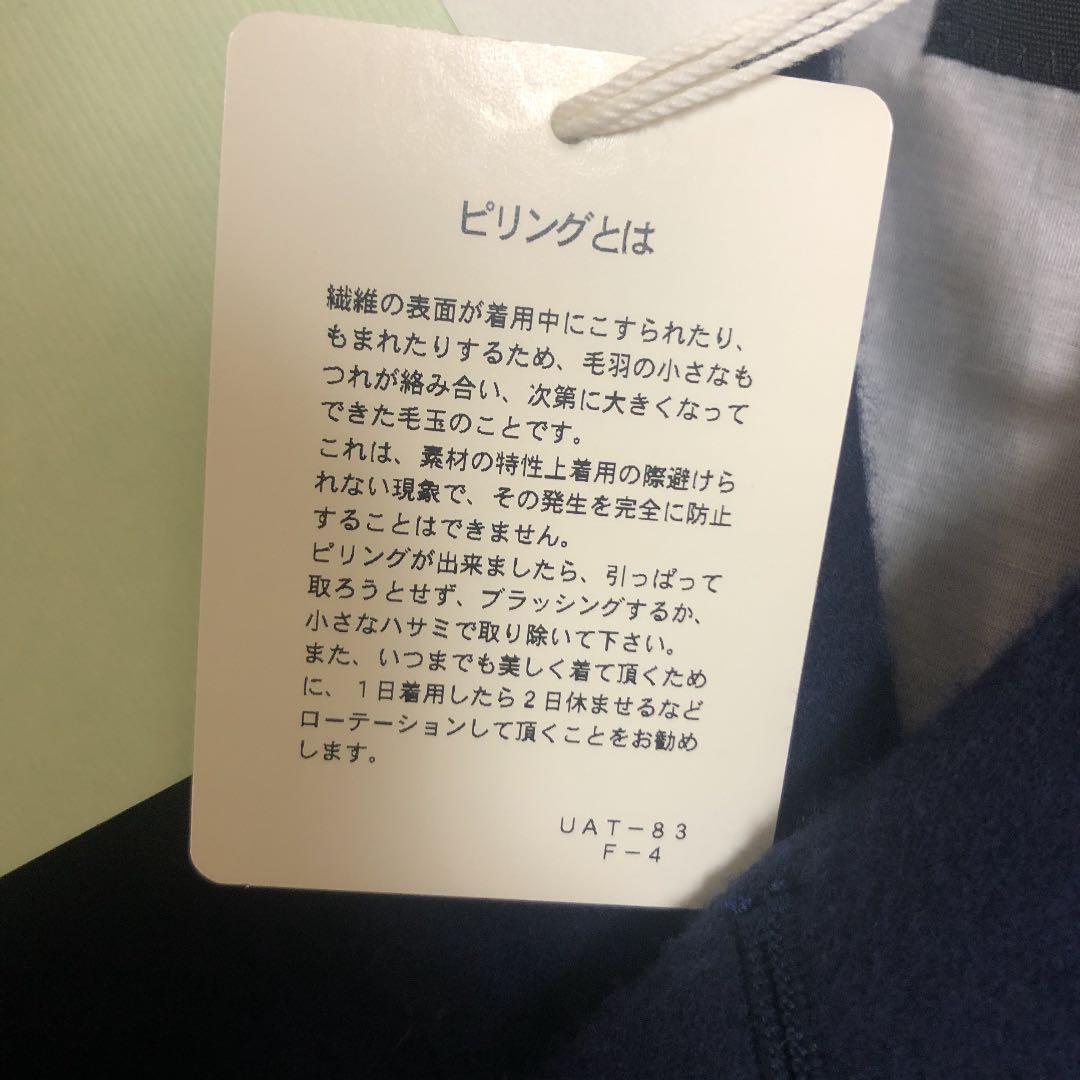 ピリングとは
繊維の表面が着用中にこすられたり、
もまれたりするため、毛羽の小さなも
つれが絡み合い、次第に大きくなって
できた毛玉のことです。
これは、素材の特性上着用の際避けら
れない現象で、その発生を完全に防止
することはできません。
ピリングが出来ましたら、引っぱって
取ろうとせず、ブラッシングするか、
小さなハサミで取り除いて下さい。
また、いつまでも美しく着て頂くため
に、1日着用したら2日休ませるなど
ローテーションして頂くことをお勧め
します。
UAT-83
F-4